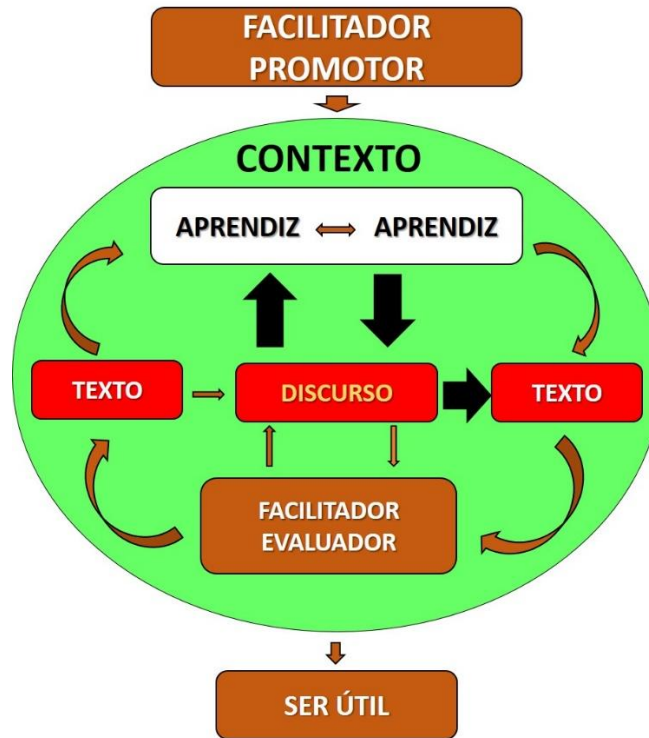 FACILITADOR
PROMOTOR
CONTEXTO
APRENDIZ APRENDIZ
TEXTO DISCURSO TEXTO
FACILITADOR
EVALUADOR
SER ÚTIL